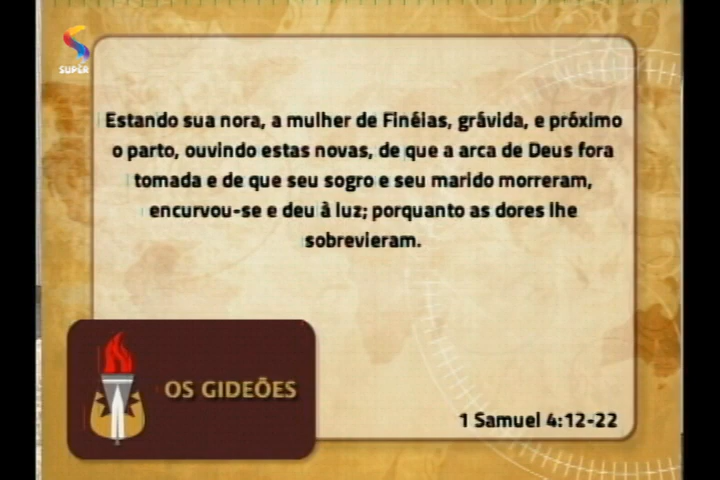 SUPER
Estando sua nora, a mulher de Finéias, grávida, e próximo
o parto, ouvindo estas novas, de que a arca de Deus fora
tomada e de que seu sogro e seu marido morreram,
encurvou-se e deu à luz; porquanto as dores lhe
sobrevieram.
OS GIDEÕES
1 Samuel 4:12-22